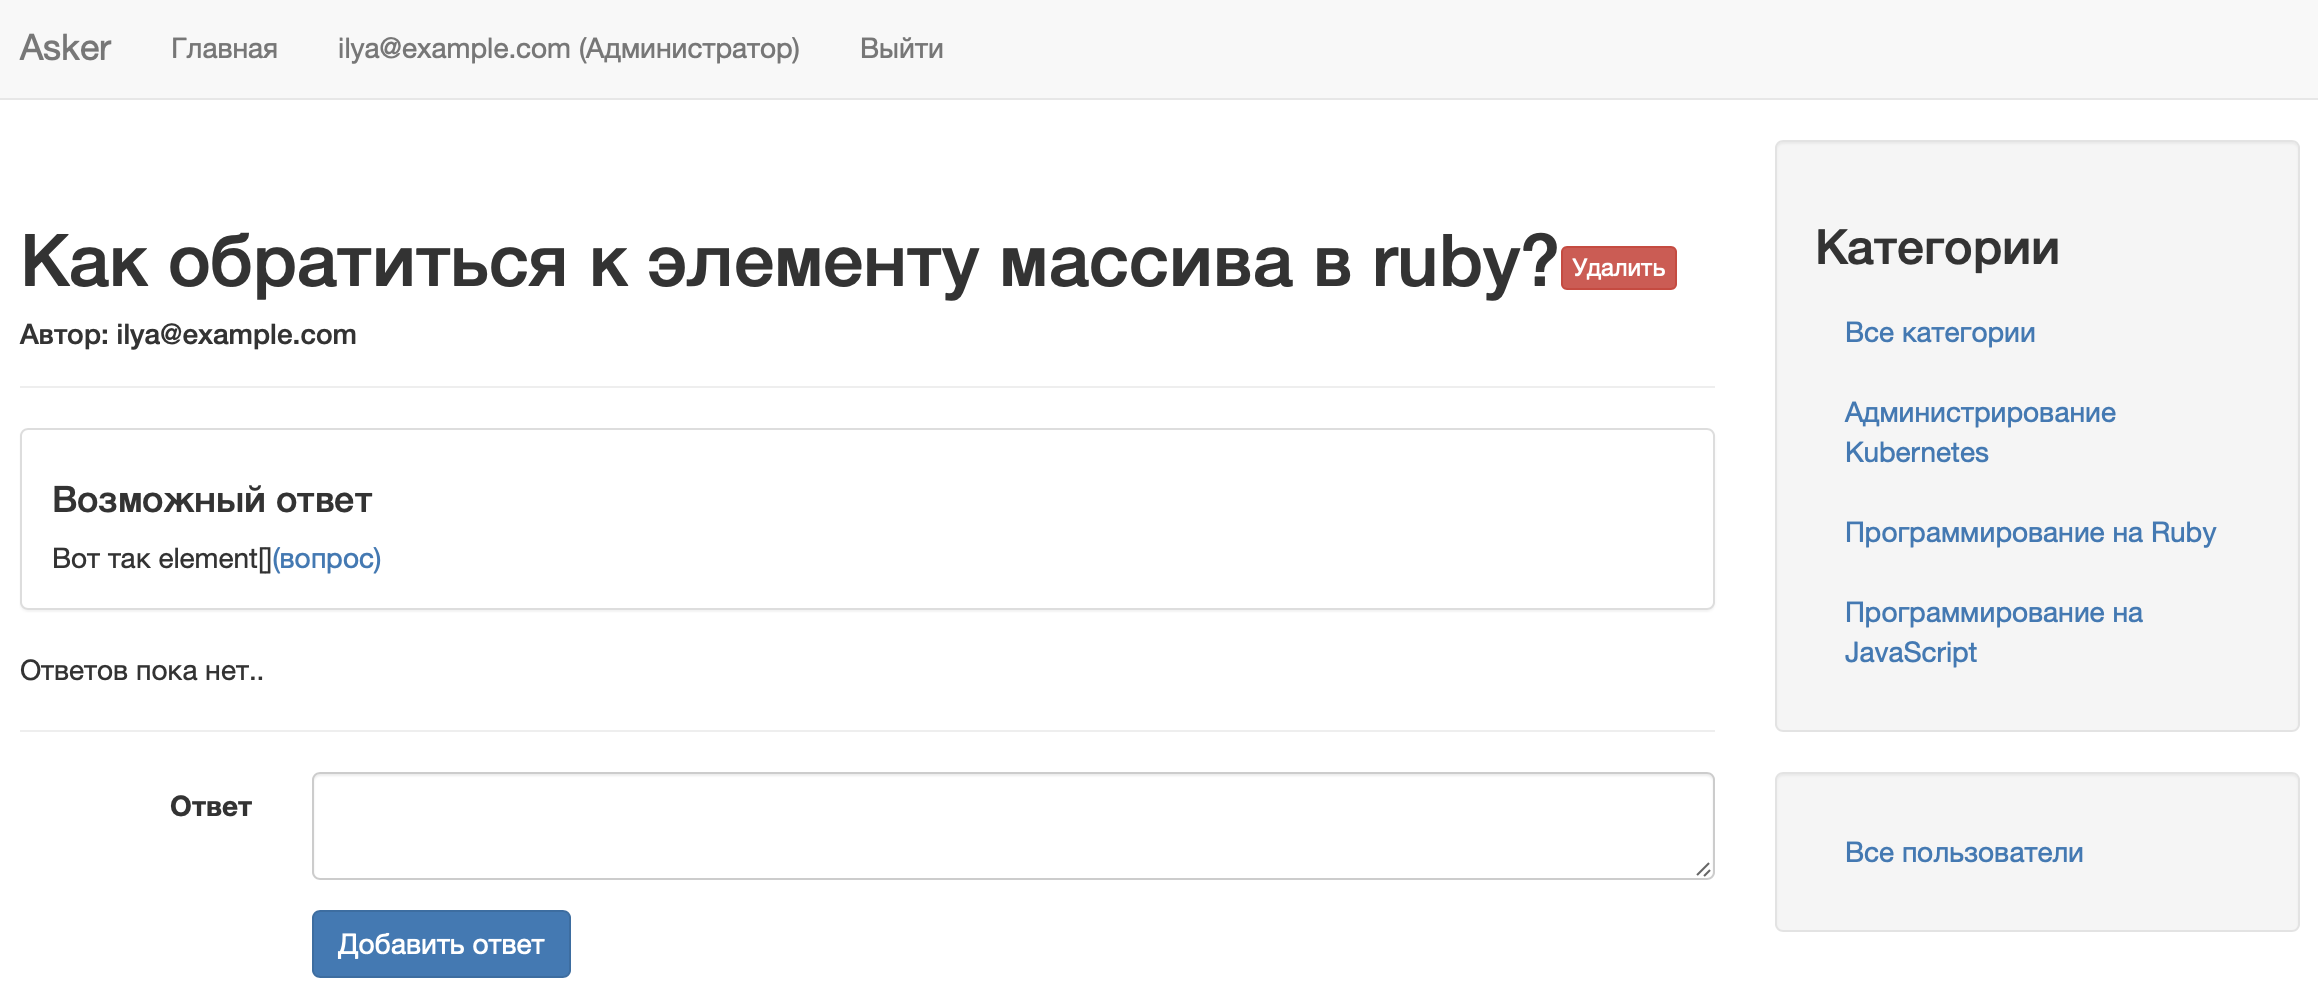 Asker Главная ilya@example.com (Администратор) Выйти
Как обратиться к элементу массива в ruby? Удалить
Автор: ilya@example.com
Возможный ответ
Вот так element[](вопрос)
Ответов пока нет..
Ответ
Добавить ответ
Категории
Все категории
Администрирование
Kubernetes
Программирование на Ruby
Программирование на
JavaScript
Все пользователи